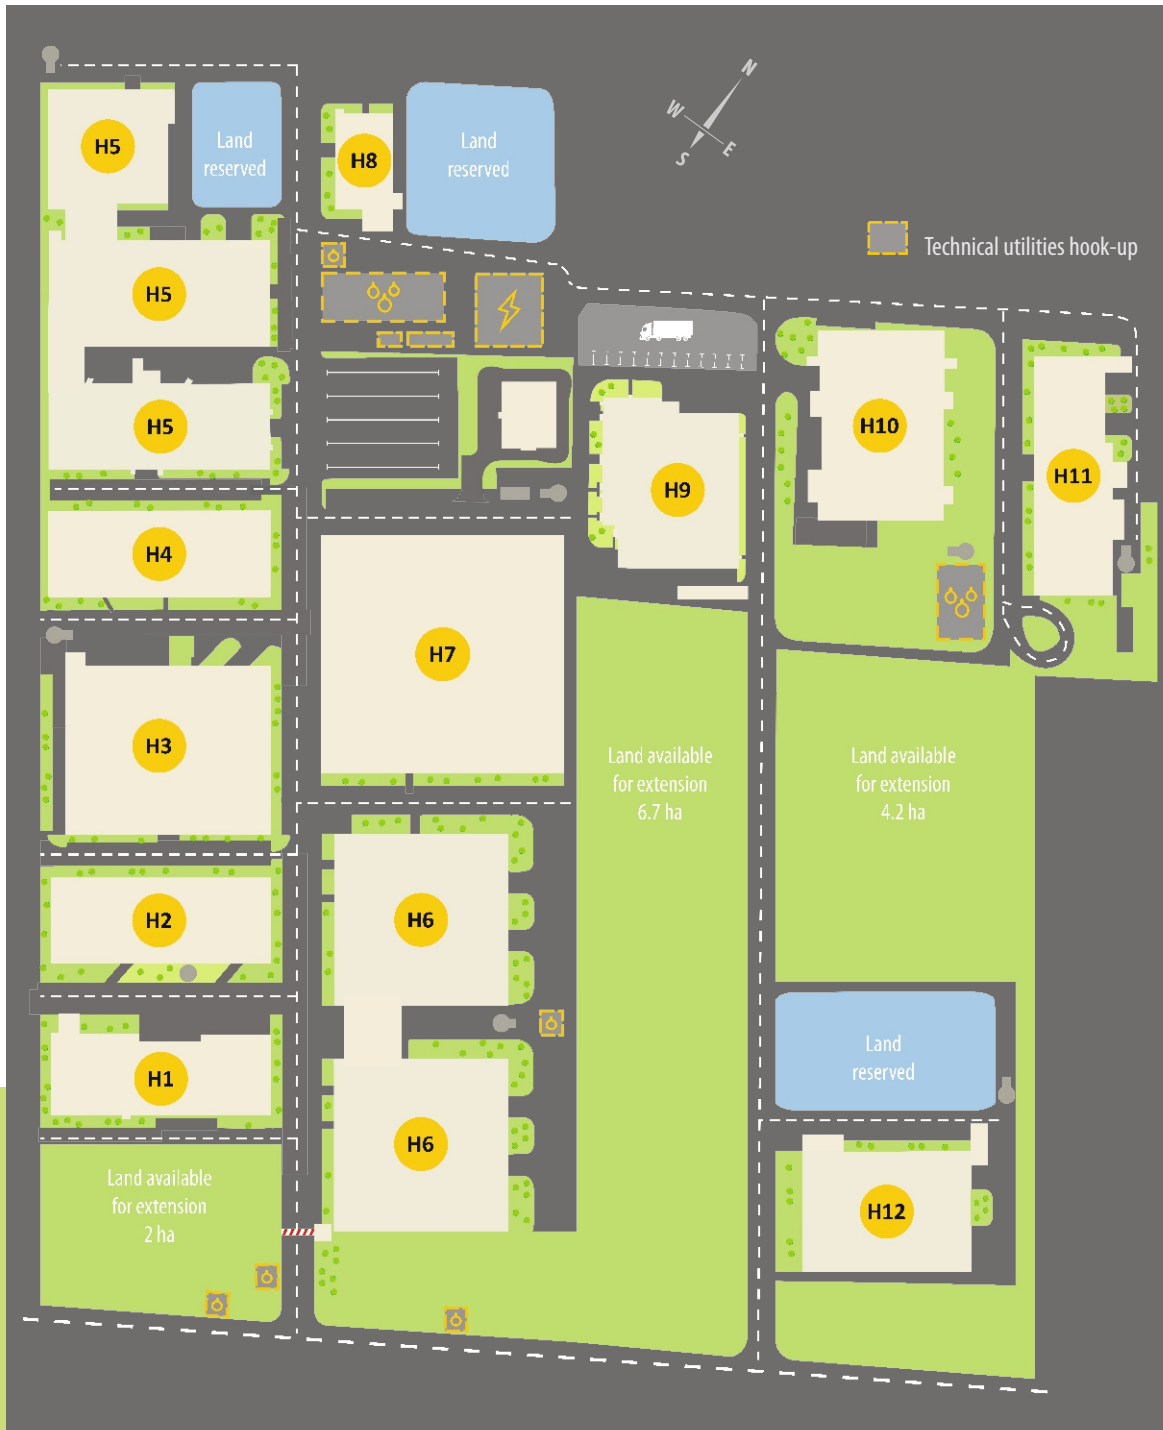 N
W
S
E
H5
Land
reserved
H8
Land
reserved
Technical utilities hook-up
H5
H5
H9
H10
H11
H4
H7
H3
Land available
for extension
6.7 ha
Land available
for extension
4.2 ha
H2
H6
Land
reserved
H1
H6
Land available
for extension
2 ha
H12